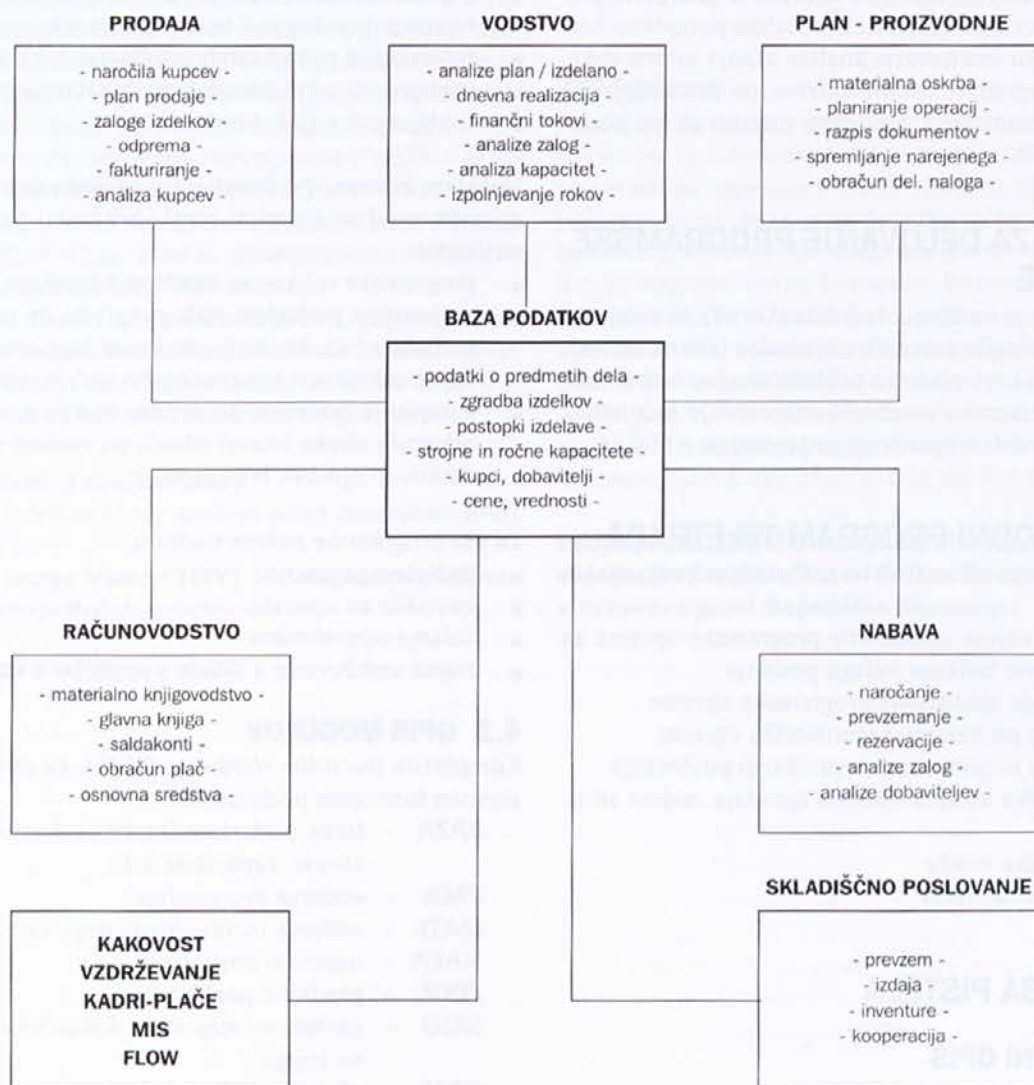 PRODAJA
- naročila kupcev -
- plan prodaje -
- zaloge izdelkov -
- odprema -
- fakturiranje -
- analiza kupcev -
VODSTVO
- analize plan / izdelano -
- dnevna realizacija -
- finančni tokovi -
- analize zalog -
- analiza kapacitet -
- izpolnjevanje rokov -
PLAN - PROIZVODNJE
- materialna oskrba -
- planiranje operacij -
- razpis dokumentov -
- spremljanje narejenega -
- obračun del. naloga -
BAZA PODATKOV
- podatki o predmetih dela -
- zgradba izdelkov -
- postopki izdelave -
- strojne in ročne kapacitete -
- kupci, dobavitelji -
- cene, vrednosti -
RAČUNOVODSTVO
- materialno knjigovodstvo -
- glavna knjiga -
- saldakonti -
- obračun plač -
- osnovna sredstva -
NABAVA
- naročanje -
- prevzemanje -
- rezervacije -
- analize zalog -
- analize dobaviteljev -
KAKOVOST
VZDRŽEVANJE
KADRI-PLAČE
MIS
FLOW
SKLADIŠČNO POSLOVANJE
- prevzem -
- izdaja -
- inventure -
- kooperacija -